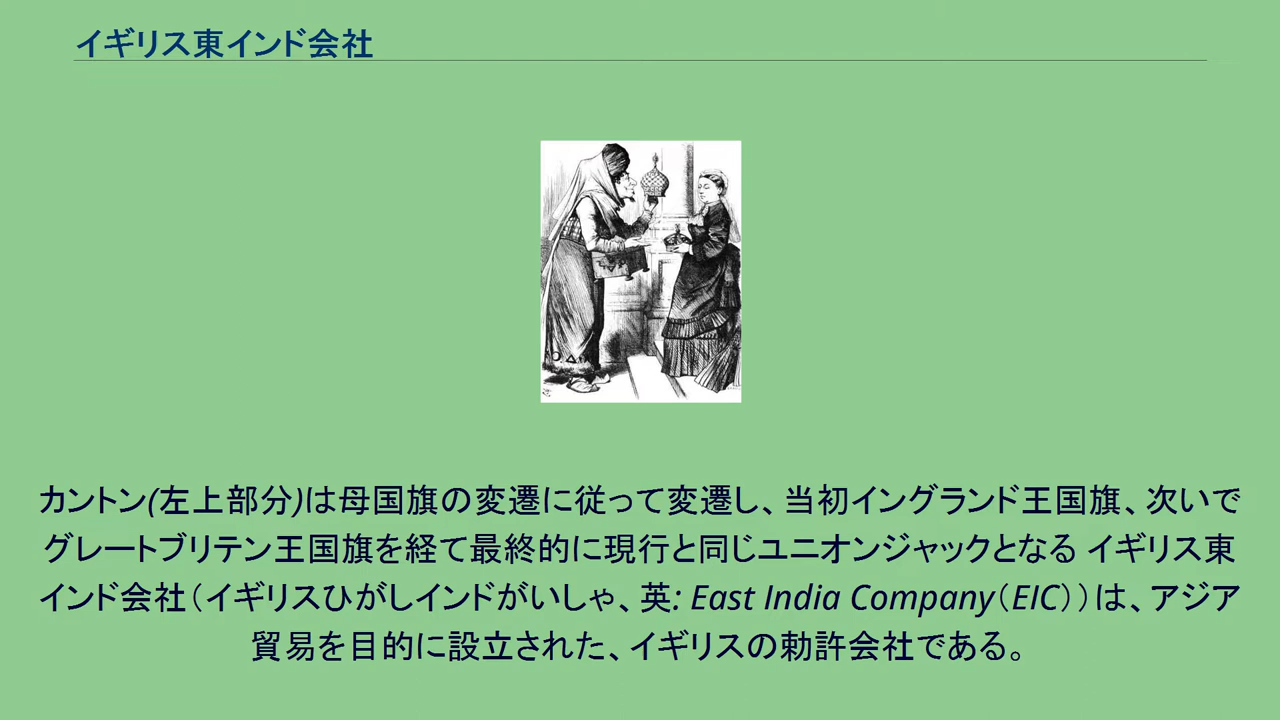 イギリス東インド会社
カントン(左上部分)は母国旗の変遷に従って変遷し、当初イングランド王国旗、次いで
グレートブリテン王国旗を経て最終的に現行と同じユニオンジャックとなる イギリス東
インド会社（イギリスひがしインドがいしゃ、英: East India Company（EIC））は、アジア
貿易を目的に設立された、イギリスの勅許会社である。